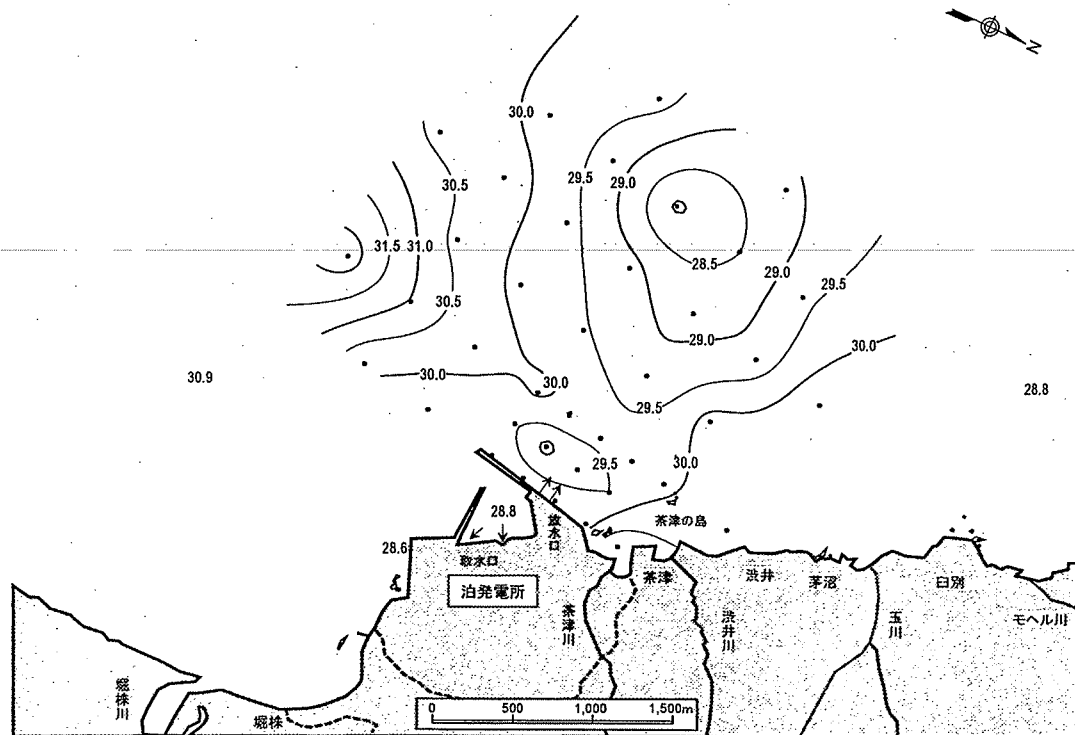 N
30.0
30.5
29.5
29.0
31.5
31.0
28.5
29.0
30.5
29.5
29.0
30.0
30.9
30.0
30.0
28.8
29.5
29.5
30.0
28.8
放水口
茶津の島
28.6
取水口
泊発電所
茶津
渋井
茅沼
臼別
茶津川
渋井川
玉川
モヘル川
堀株川
堀株
0 500 1,000 1,500m